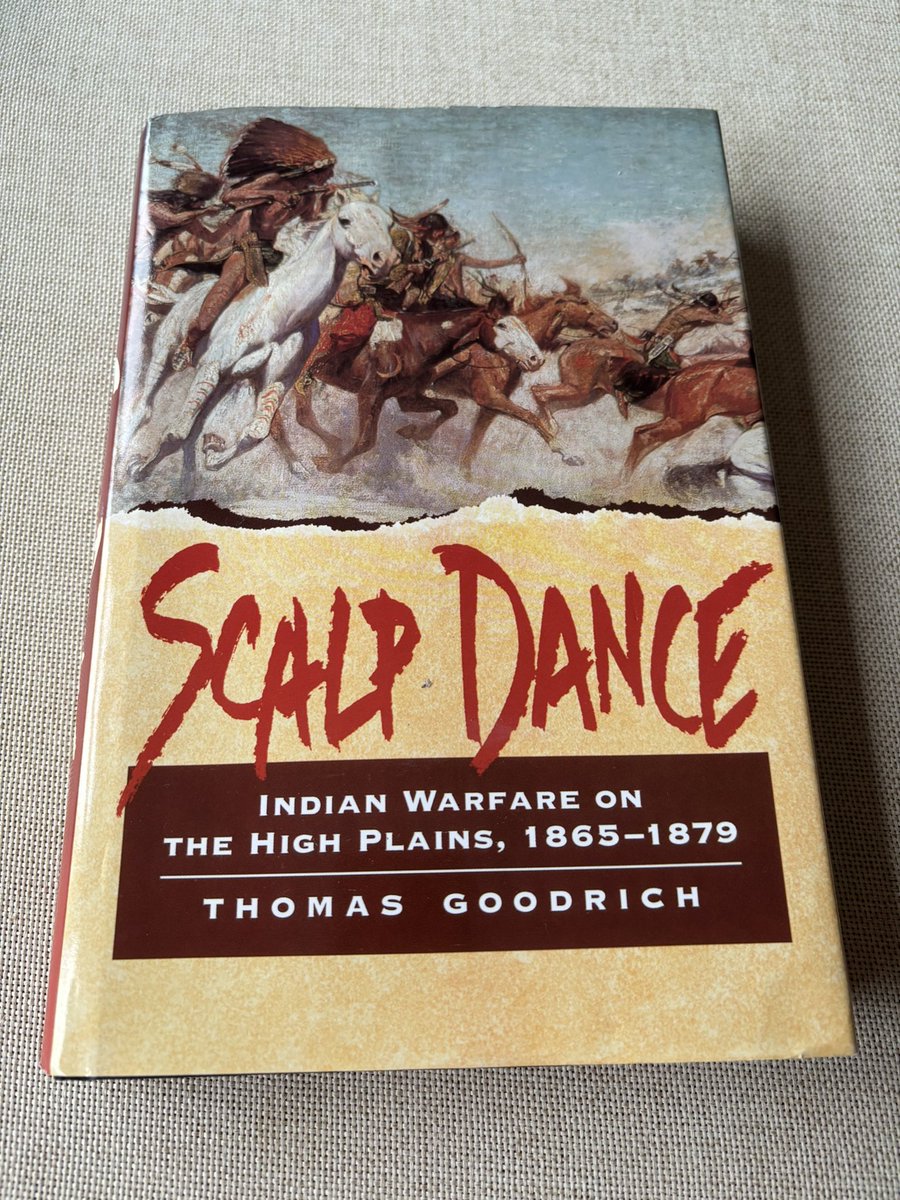 SCALP DANCE
INDIAN WARFARE ON
THE HIGH PLAINS, 1865–1879
THOMAS GOODRICH